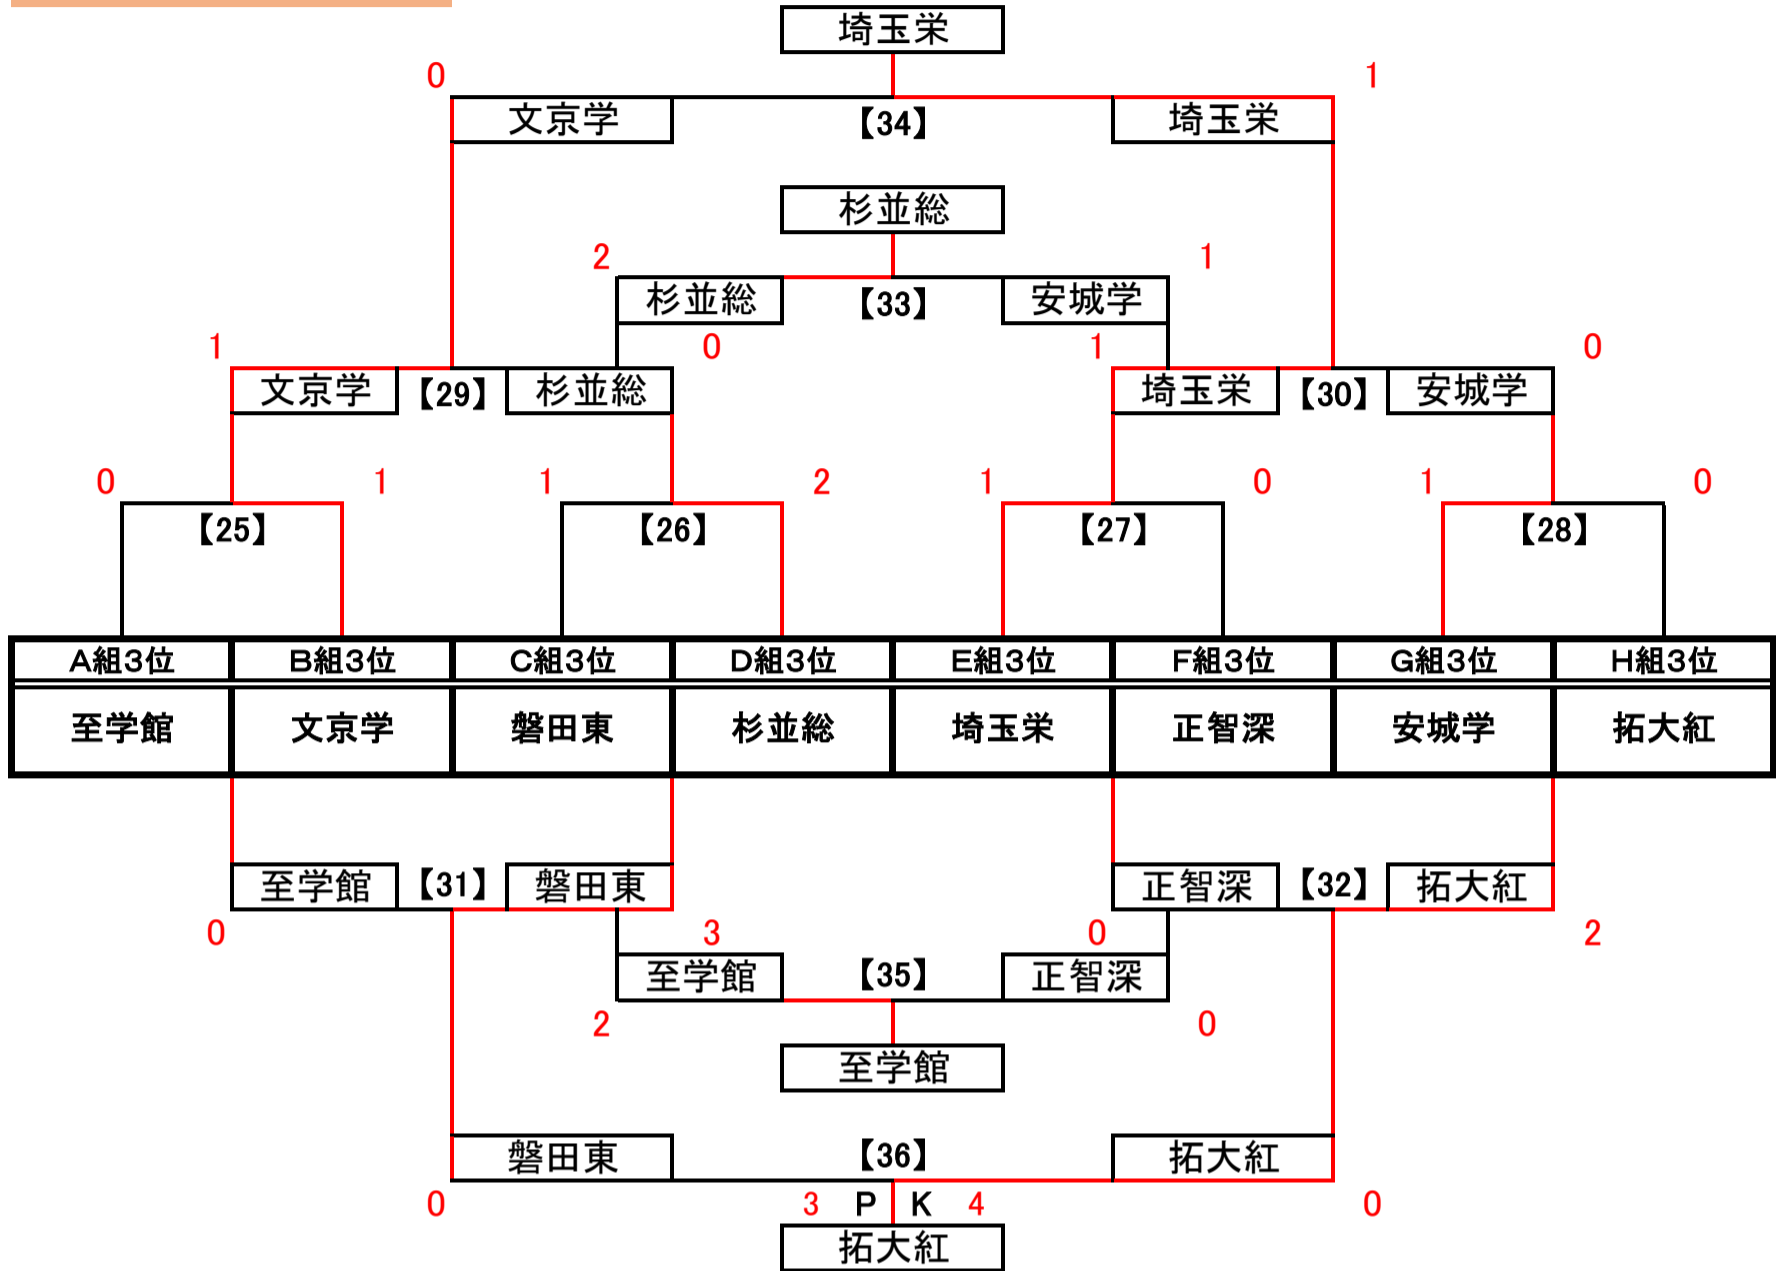 埼玉栄
0 1
文京学 【34】 埼玉栄
杉並総
2 1
杉並総 【33】 安城学
1 0 1 0
文京学 【29】 杉並総 埼玉栄 【30】 安城学
0 1 1 2 1 0 1 0
【25】 【26】 【27】 【28】
A組3位 B組3位 C組3位 D組3位 E組3位 F組3位 G組3位 H組3位
至学館 文京学 磐田東 杉並総 埼玉栄 正智深 安城学 拓大紅
至学館 【31】 磐田東 正智深 【32】 拓大紅
0 3 0 2
至学館 【35】 正智深
2 0
至学館
磐田東 【36】 拓大紅
0 3 P K 4 0
拓大紅